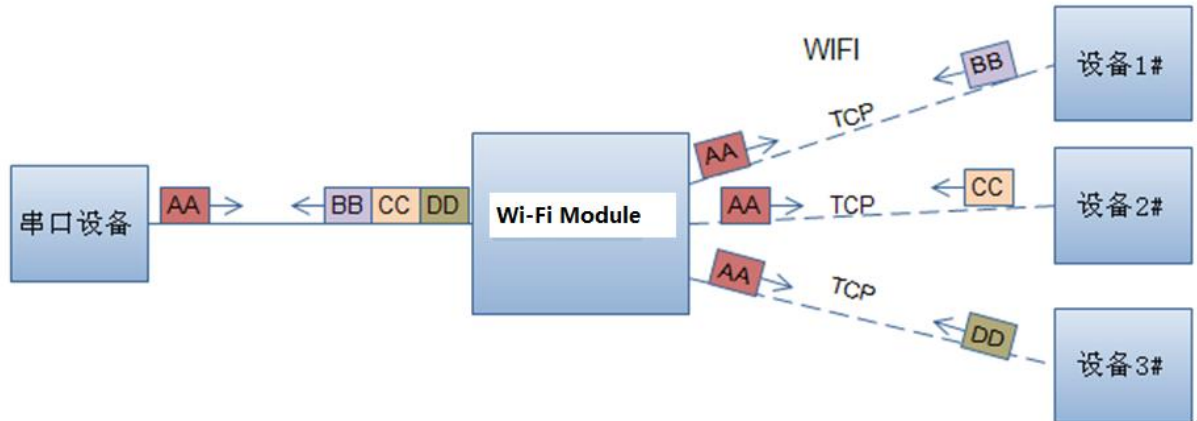 WIFI
BB
设备1#
TCP
AA
串口设备
AA
BB CC DD
Wi-Fi Module
AA
TCP
CC
设备2#
AA
TCP
DD
设备3#